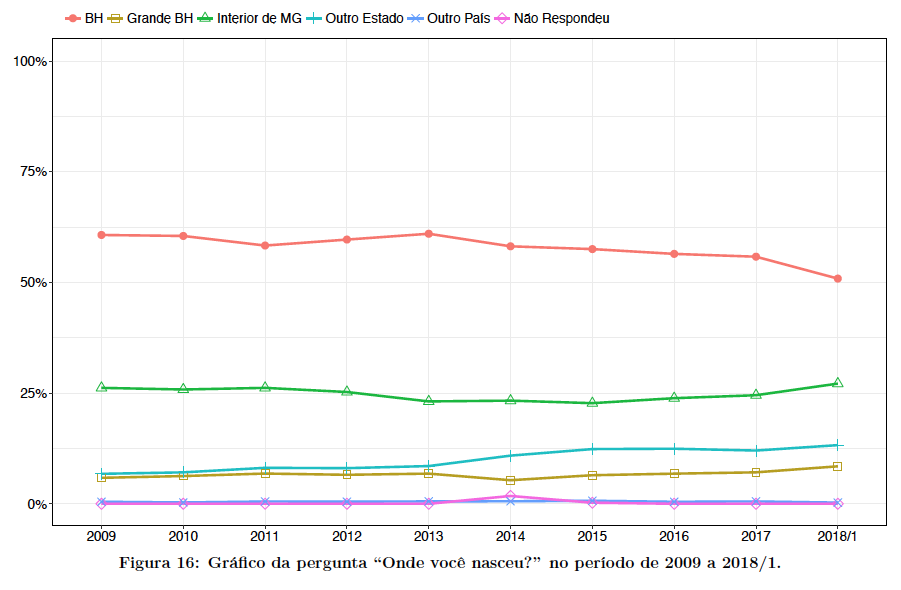 BH Grande BH Interior de MG Outro Estado Outro País Não Respondeu
100%
75%
50%
25%
0%
2009 2010 2011 2012 2013 2014 2015 2016 2017 2018/1
Figura 16: Gráfico da pergunta “Onde você nasceu?” no período de 2009 a 2018/1.